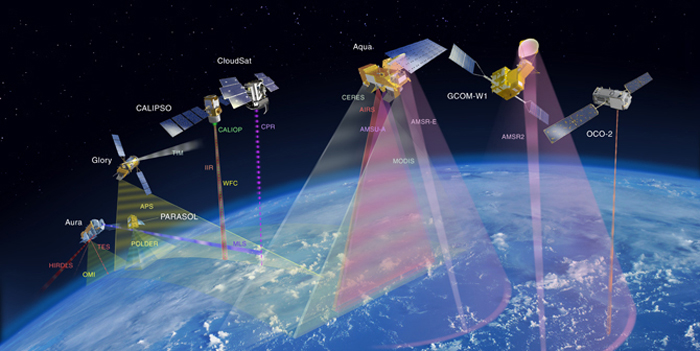 Aqua
CloudSat
GCOM-W1
CERES
CALIPSO
AIRS
AMSR-E
OCO-2
CALIOP
CPR
AMSU-A
AMSR2
TIM
Glory
MODIS
IIR
WFC
APS
PARASOL
Aura
TES
POLDER
MLS
HIRDLS
OMI